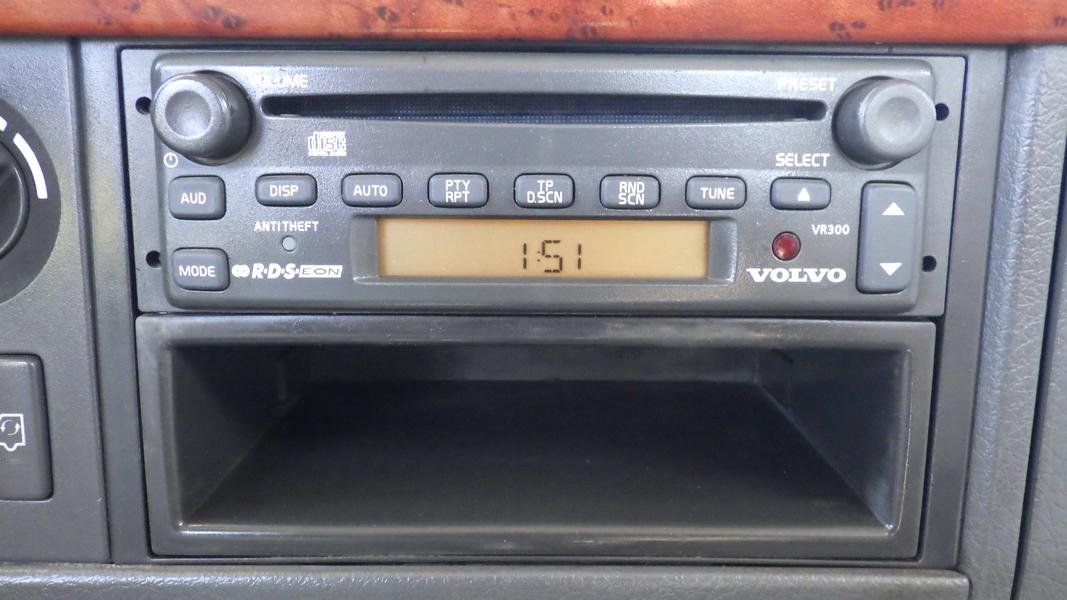 VOLUME
PRESET
disc
SELECT
AUD
DISP
AUTO
PTY
RPT
TP
D.SCN
RND
SCN
TUNE
ANTITHEFT
VR300
1:51
MODE
R·D·S·EON
VOLVO